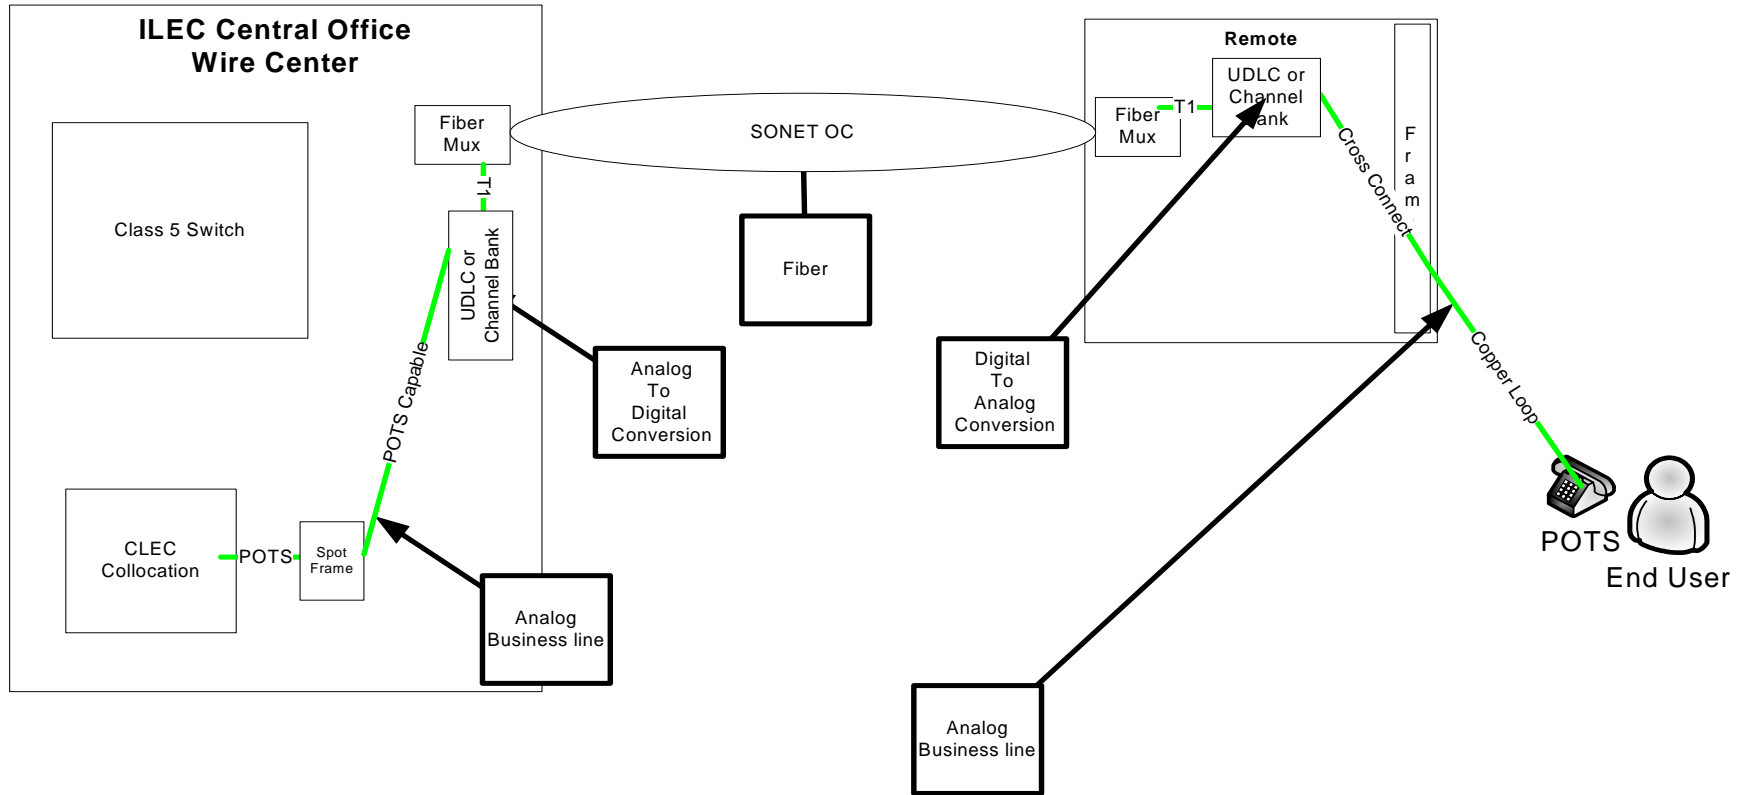 ILEC Central Office
Wire Center
Class 5 Switch
Fiber
Mux
T1
UDLC or
Channel Bank
POTS Capable
CLEC
Collocation
POTS
Spot
Frame
Analog
Business line
Analog
To
Digital
Conversion
SONET OC
Fiber
Remote
Fiber
Mux
T1
UDLC or
Channel
ank
Cross Connect
F
r
a
m
Copper Loop
Digital
To
Analog
Conversion
Analog
Business line
POTS
End User